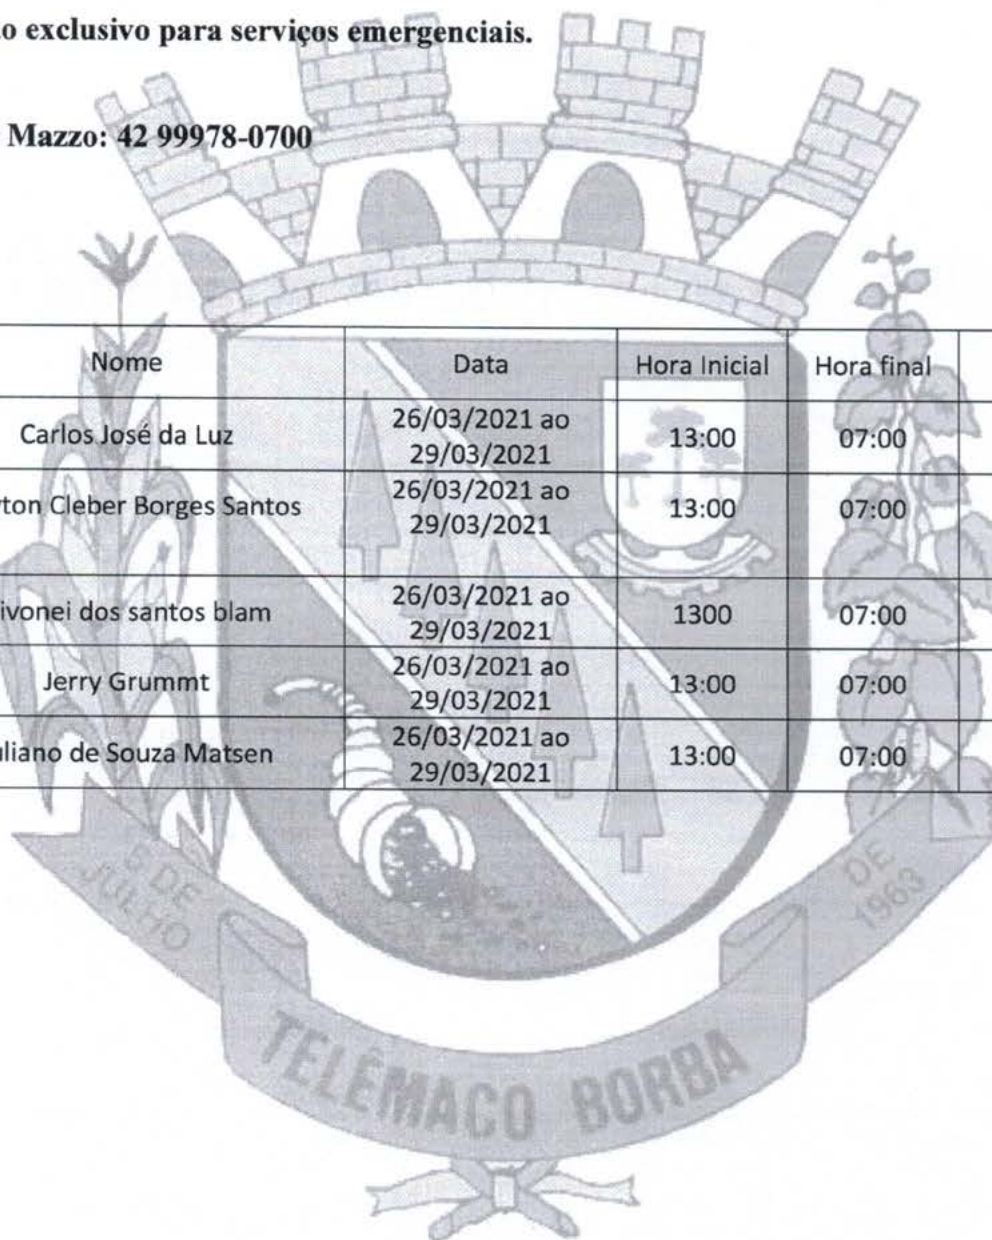 exclusivo para serviços emergenciais.
Mazzo: 42 99978-0700
Nome Data Hora Inicial Hora final
Carlos José da Luz 26/03/2021 ao 29/03/2021 13:00 07:00
ton Cleber Borges Santos 26/03/2021 ao 29/03/2021 13:00 07:00
ivonei dos santos blam 26/03/2021 ao 29/03/2021 1300 07:00
Jerry Grummt 26/03/2021 ao 29/03/2021 13:00 07:00
uliano de Souza Matsen 26/03/2021 ao 29/03/2021 13:00 07:00
5 DE JULHO
DE 1963
TELÊMACO BORBA